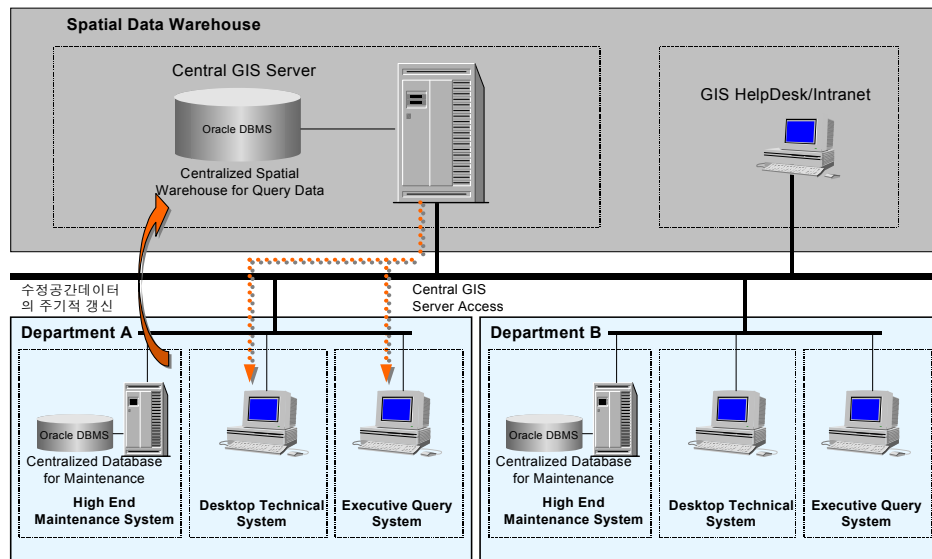 Spatial Data Warehouse
Central GIS Server
Oracle DBMS
Centralized Spatial
Warehouse for Query Data
GIS HelpDesk/Intranet
수정공간데이터
의 주기적 갱신
Central GIS
Server Access
Department A
Oracle DBMS
Centralized Database
for Maintenance
High End
Maintenance System
Desktop Technical
System
Executive Query
System
Department B
Oracle DBMS
Centralized Database
for Maintenance
High End
Maintenance System
Desktop Technical
System
Executive Query
System